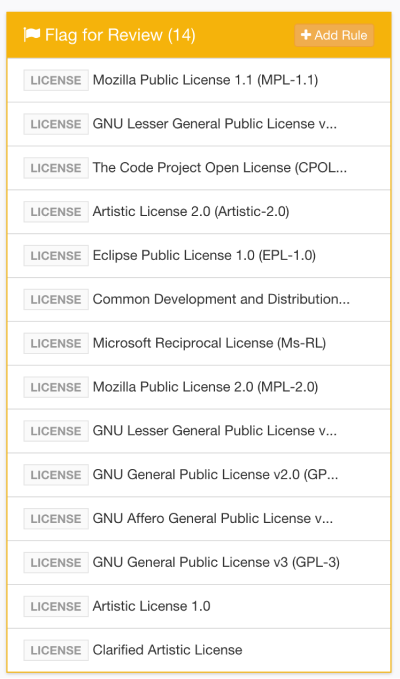 Flag for Review (14) + Add Rule
LICENSE Mozilla Public License 1.1 (MPL-1.1)
LICENSE GNU Lesser General Public License v...
LICENSE The Code Project Open License (CPOL...
LICENSE Artistic License 2.0 (Artistic-2.0)
LICENSE Eclipse Public License 1.0 (EPL-1.0)
LICENSE Common Development and Distribution...
LICENSE Microsoft Reciprocal License (Ms-RL)
LICENSE Mozilla Public License 2.0 (MPL-2.0)
LICENSE GNU Lesser General Public License v...
LICENSE GNU General Public License v2.0 (GP...
LICENSE GNU Affero General Public License v...
LICENSE GNU General Public License v3 (GPL-3)
LICENSE Artistic License 1.0
LICENSE Clarified Artistic License